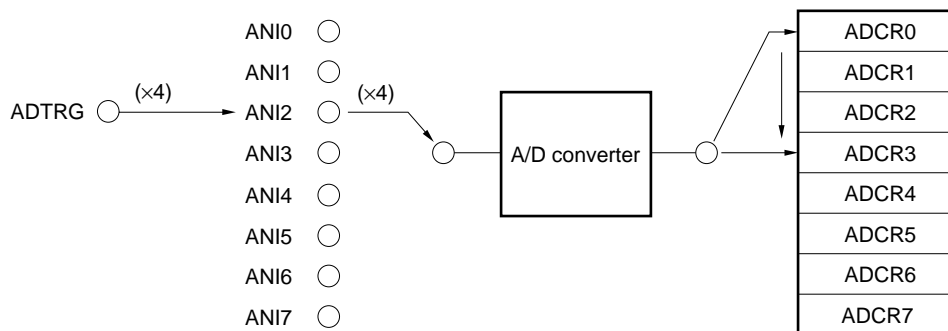 ANI0
ADCR0
ANI1
ADCR1
ADTRG
(×4)
ANI2
(×4)
ADCR2
ANI3
A/D converter
ADCR3
ANI4
ADCR4
ANI5
ADCR5
ANI6
ADCR6
ANI7
ADCR7